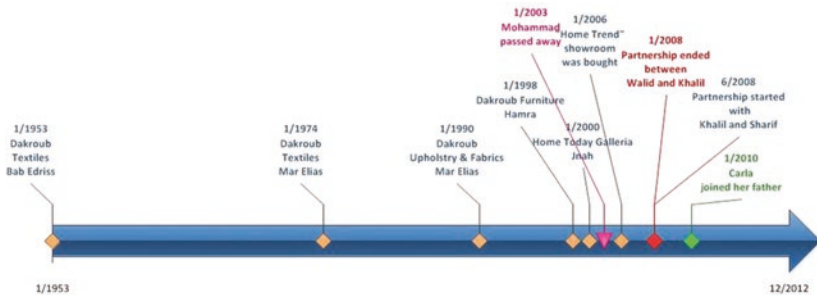 1/1953
Dakroub
Textiles
Bab Edriss
1/1974
Dakroub
Textiles
Mar Elias
1/1990
Dakroub
Upholstry & Fabrics
Mar Elias
1/1998
Dakroub Furniture
Hamra
1/2000
Home Today Galleria
Jnah
1/2003
Mohammad
passed away
1/2006
Home Trend"
showroom
was bought
1/2008
Partnership ended
between
Walid and Khalil
6/2008
Partnership started
with
Khalil and Sharif
1/2010
Carla
joined her father
1/1953
12/2012